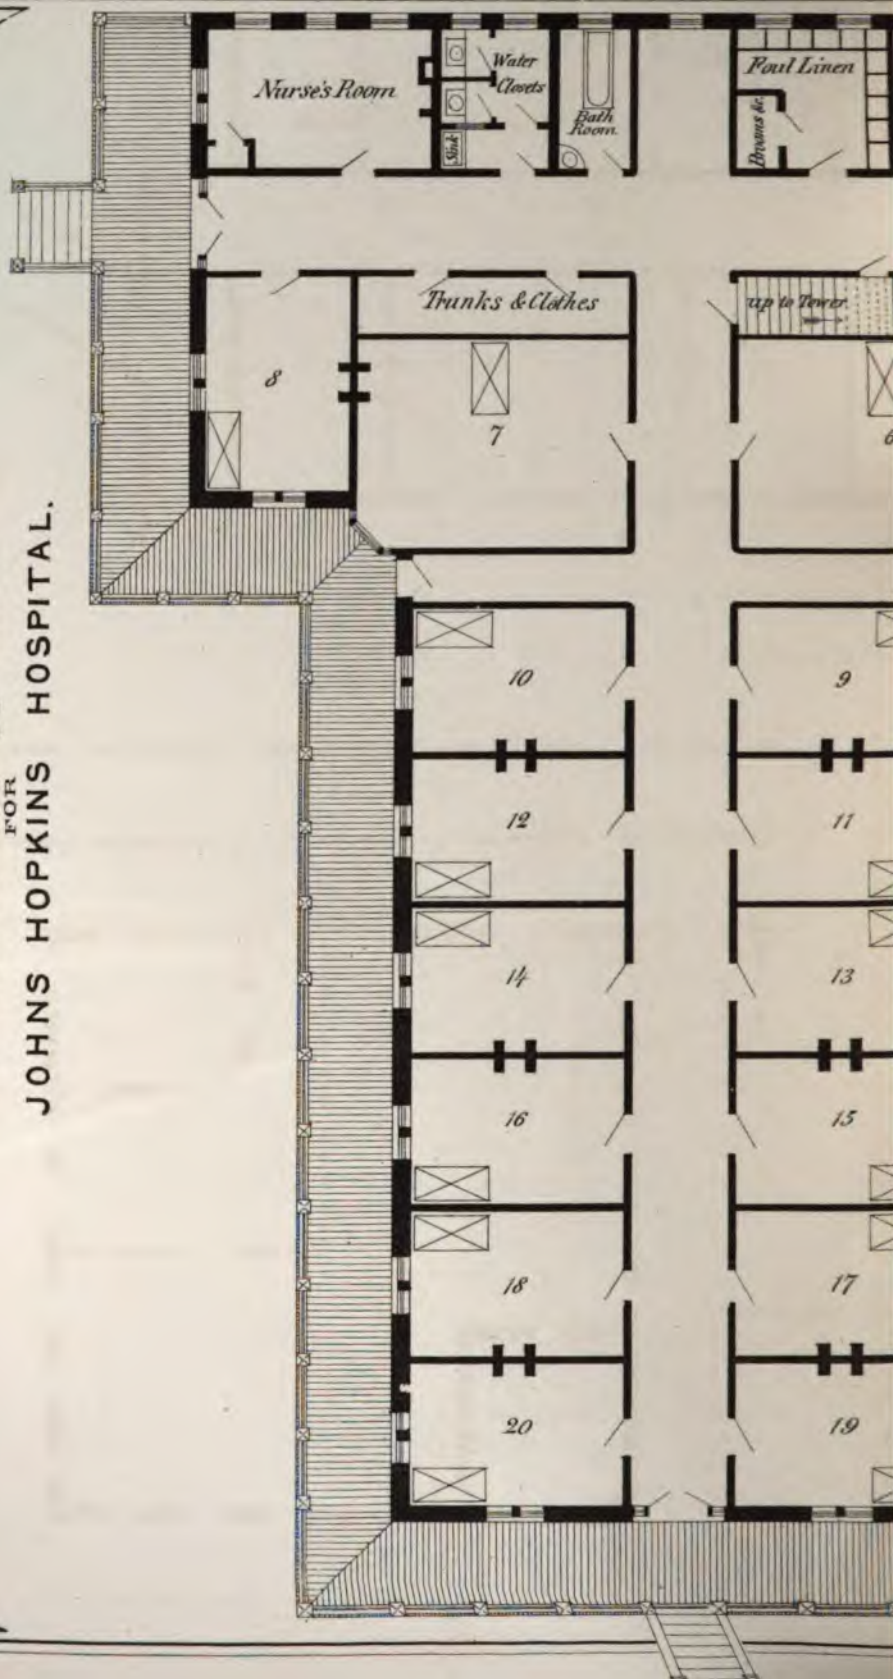 FOR
JOHNS HOPKINS HOSPITAL.
Nurse's Room
Water
Closets
Sink
Bath
Room.
Foul Linen
Brooms &c.
Trunks & Clothes
up to Tower.
8
7
6
10
9
12
11
14
13
16
15
18
17
20
19